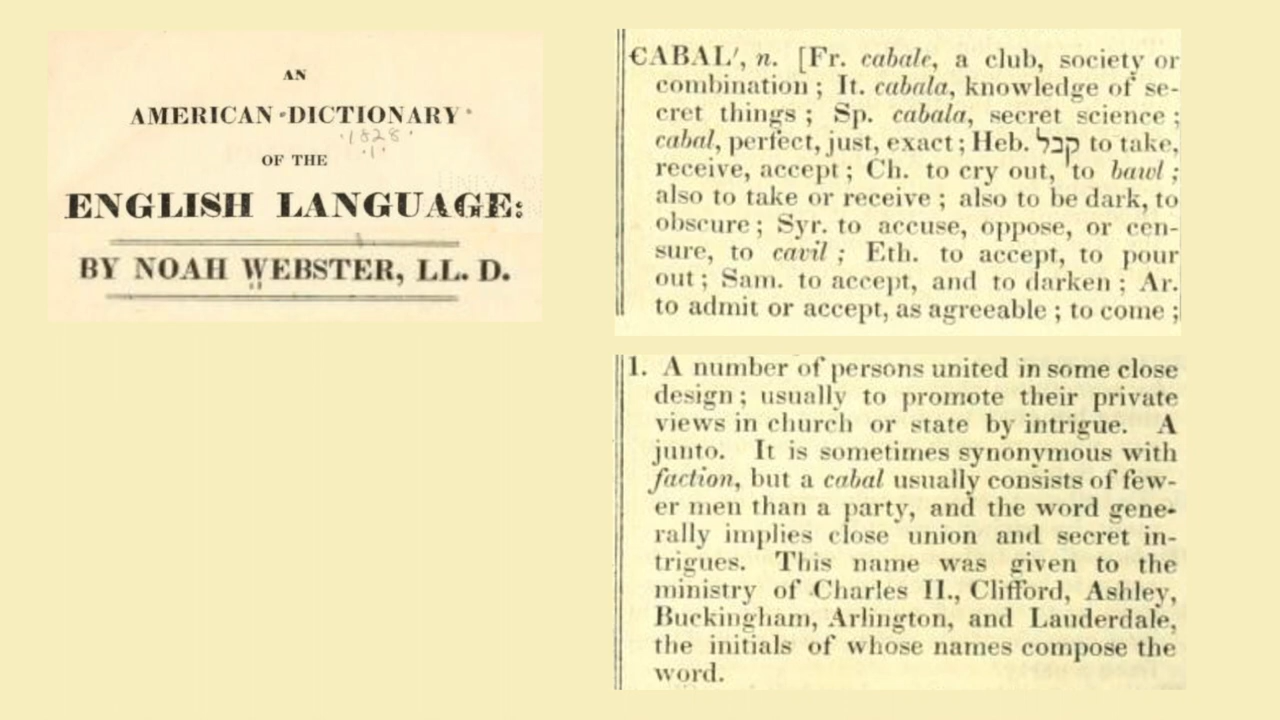 AN
AMERICAN DICTIONARY
1828
OF THE
ENGLISH LANGUAGE:
BY NOAH WEBSTER, LL. D.
CABAL', n. [Fr. cabale, a club, society or
combination; It. cabala, knowledge of se-
cret things; Sp. cabala, secret science;
cabal, perfect, just, exact; Heb. קבל to take,
receive, accept; Ch. to cry out, to bawl;
also to take or receive; also to be dark, to
obscure; Syr. to accuse, oppose, or cen-
sure, to cavil; Eth. to accept, to pour
out; Sam. to accept, and to darken; Ar.
to admit or accept, as agreeable; to come;
1. A number of persons united in some close
design; usually to promote their private
views in church or state by intrigue. A
junto. It is sometimes synonymous with
faction, but a cabal usually consists of few-
er men than a party, and the word gene-
rally implies close union and secret in-
trigues. This name was given to the
ministry of Charles II., Clifford, Ashley,
Buckingham, Arlington, and Lauderdale,
the initials of whose names compose the
word.